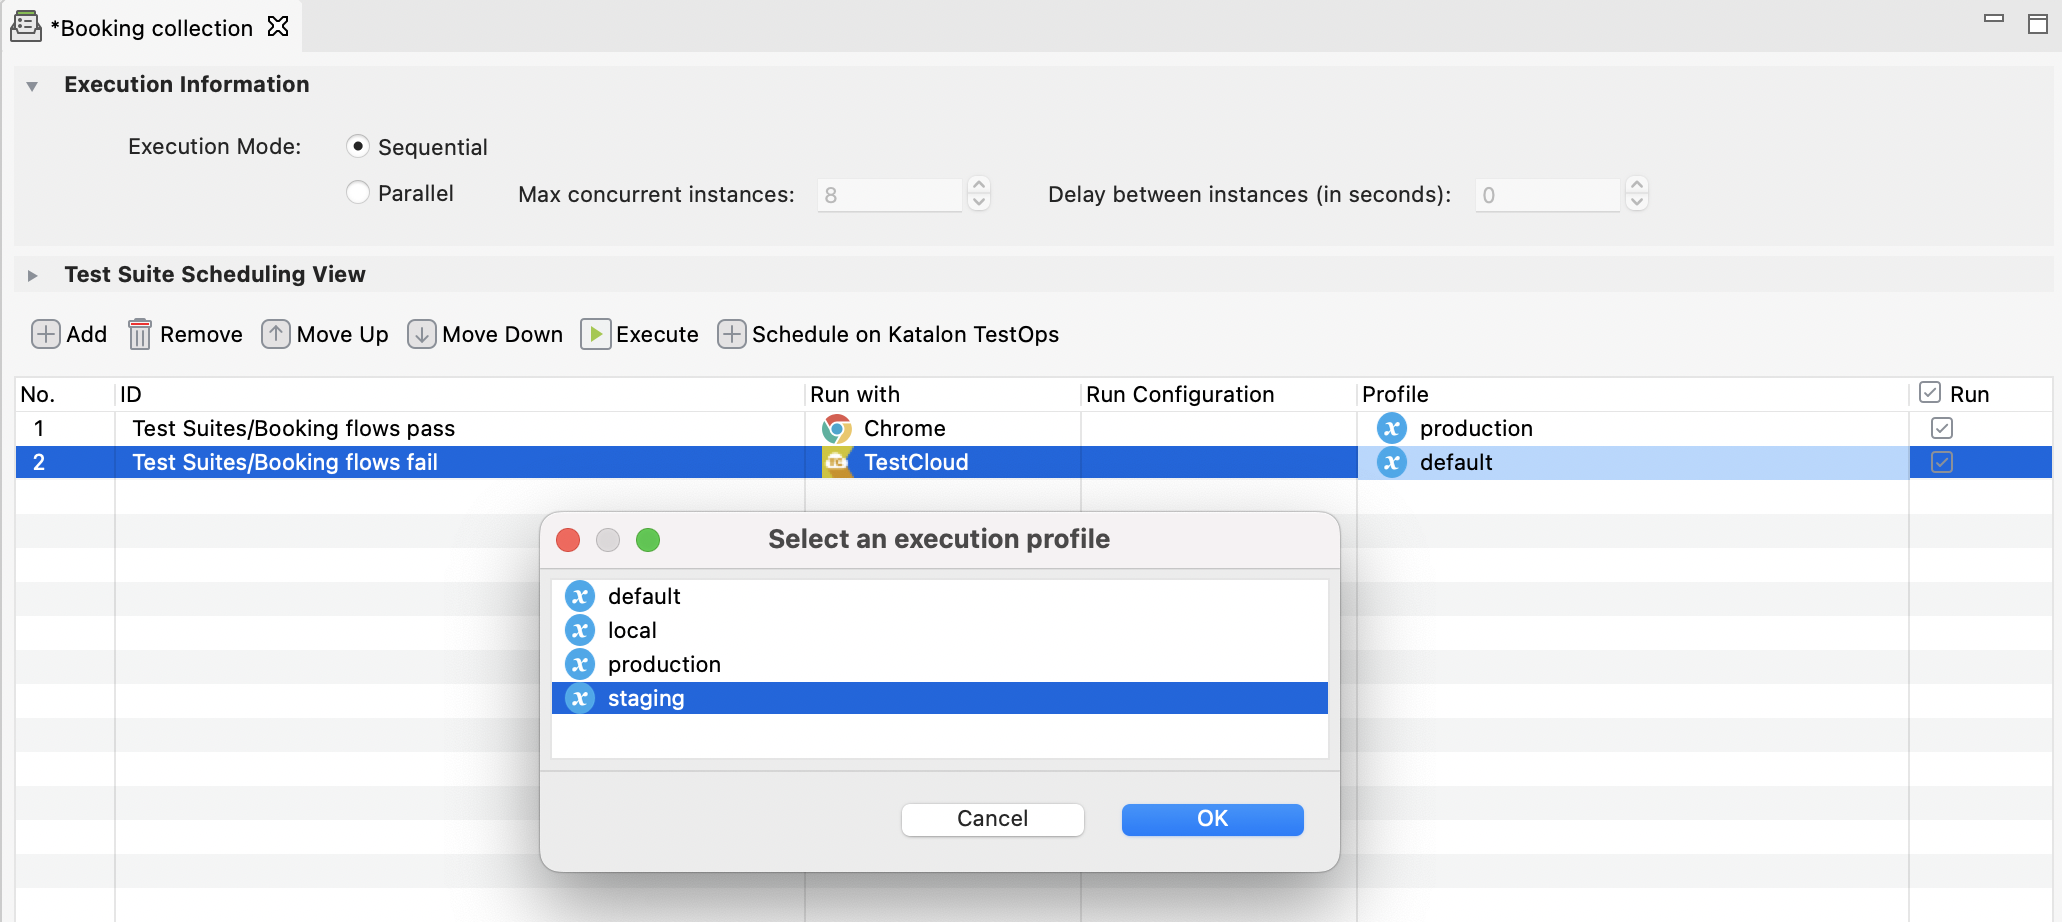 *Booking collection
Execution Information
Execution Mode: Sequential
Parallel Max concurrent instances: 8 Delay between instances (in seconds): 0
Test Suite Scheduling View
Add Remove Move Up Move Down Execute Schedule on Katalon TestOps
No. ID Run with Run Configuration Profile Run
1 Test Suites/Booking flows pass Chrome x production
2 Test Suites/Booking flows fail TC TestCloud x default
Select an execution profile
x default
x local
x production
x staging
Cancel OK